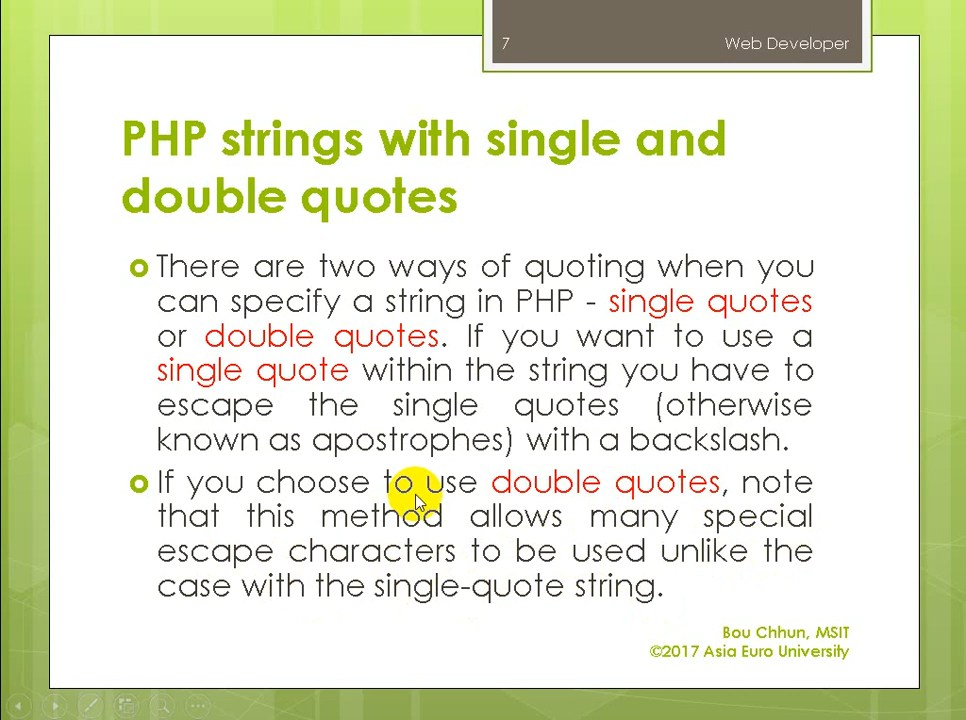 7 Web Developer
PHP strings with single and
double quotes
There are two ways of quoting when you
can specify a string in PHP - single quotes
or double quotes. If you want to use a
single quote within the string you have to
escape the single quotes (otherwise
known as apostrophes) with a backslash.
If you choose to use double quotes, note
that this method allows many special
escape characters to be used unlike the
case with the single-quote string.
Bou Chhun, MSIT
©2017 Asia Euro University